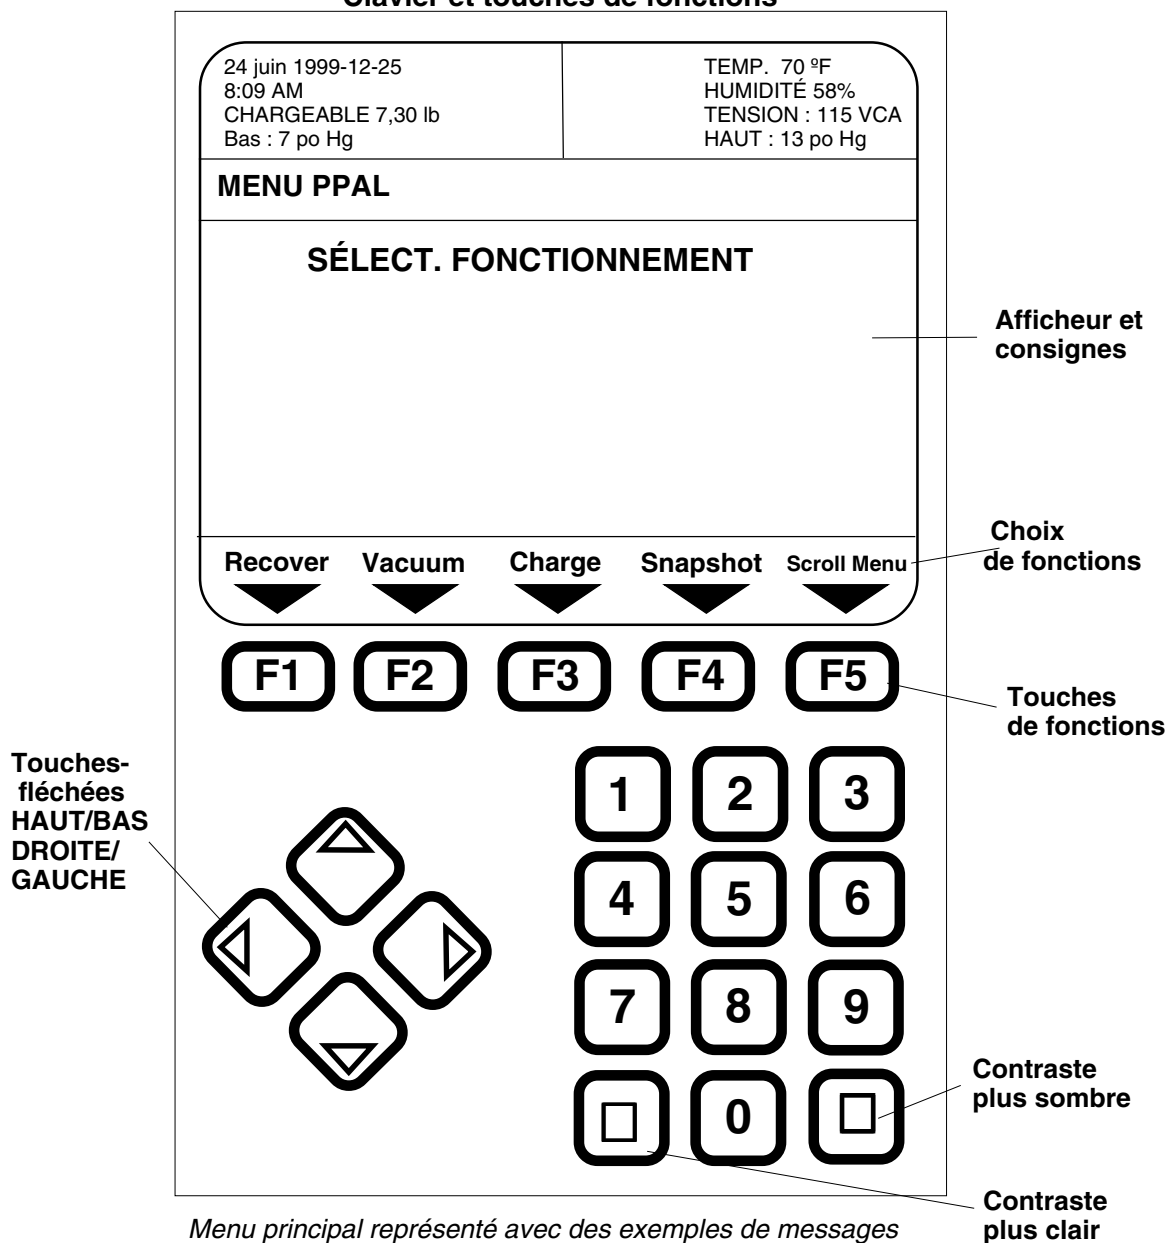 Clavier et touches de fonctions
24 juin 1999-12-25
8:09 AM
CHARGEABLE 7,30 lb
Bas : 7 po Hg
TEMP. 70 ºF
HUMIDITÉ 58%
TENSION : 115 VCA
HAUT : 13 po Hg
MENU PPAL
SÉLECT. FONCTIONNEMENT
Afficheur et
consignes
Choix
de fonctions
Recover Vacuum Charge Snapshot Scroll Menu
F1 F2 F3 F4 F5
Touches
de fonctions
Touches-
fléchées
HAUT/BAS
DROITE/
GAUCHE
1 2 3
4 5 6
7 8 9
0
Contraste
plus sombre
Contraste
plus clair
Menu principal représenté avec des exemples de messages